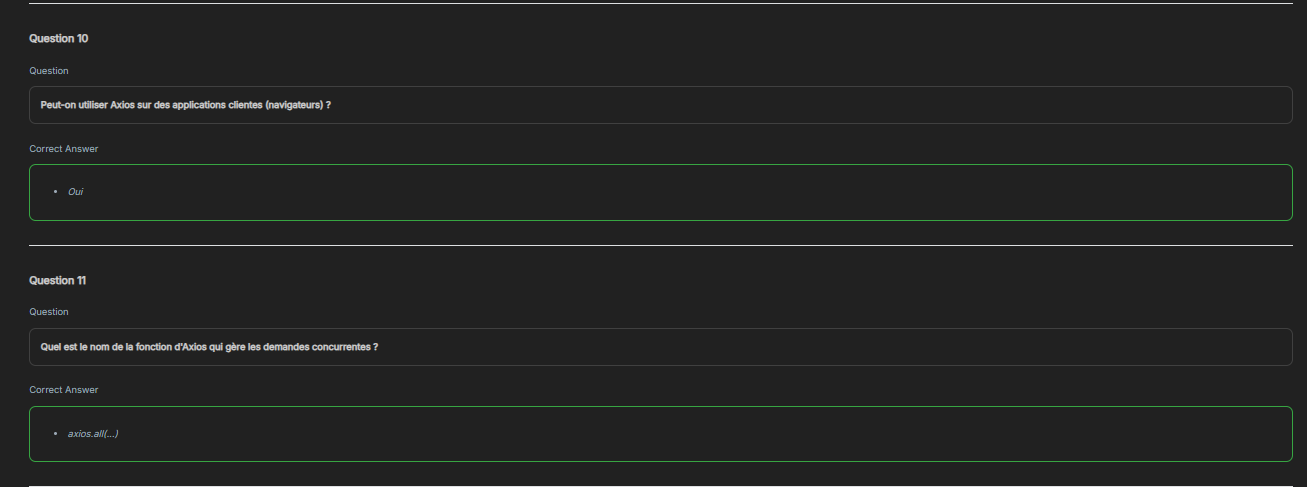 Question 10
Question
Peut-on utiliser Axios sur des applications clientes (navigateurs) ?
Correct Answer
• Oui
Question 11
Question
Quel est le nom de la fonction d'Axios qui gère les demandes concurrentes ?
Correct Answer
• axios.all(...)